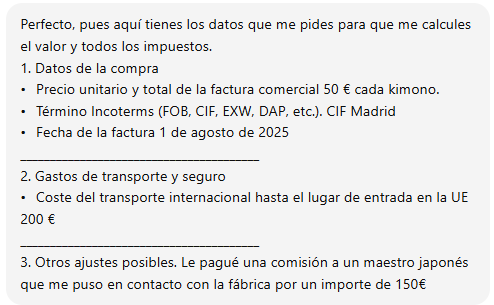 Perfecto, pues aquí tienes los datos que me pides para que me calcules
el valor y todos los impuestos.
1. Datos de la compra
• Precio unitario y total de la factura comercial 50 € cada kimono.
• Término Incoterms (FOB, CIF, EXW, DAP, etc.). CIF Madrid
• Fecha de la factura 1 de agosto de 2025
________________________________________
2. Gastos de transporte y seguro
• Coste del transporte internacional hasta el lugar de entrada en la UE
200 €
________________________________________
3. Otros ajustes posibles. Le pagué una comisión a un maestro japonés
que me puso en contacto con la fábrica por un importe de 150€